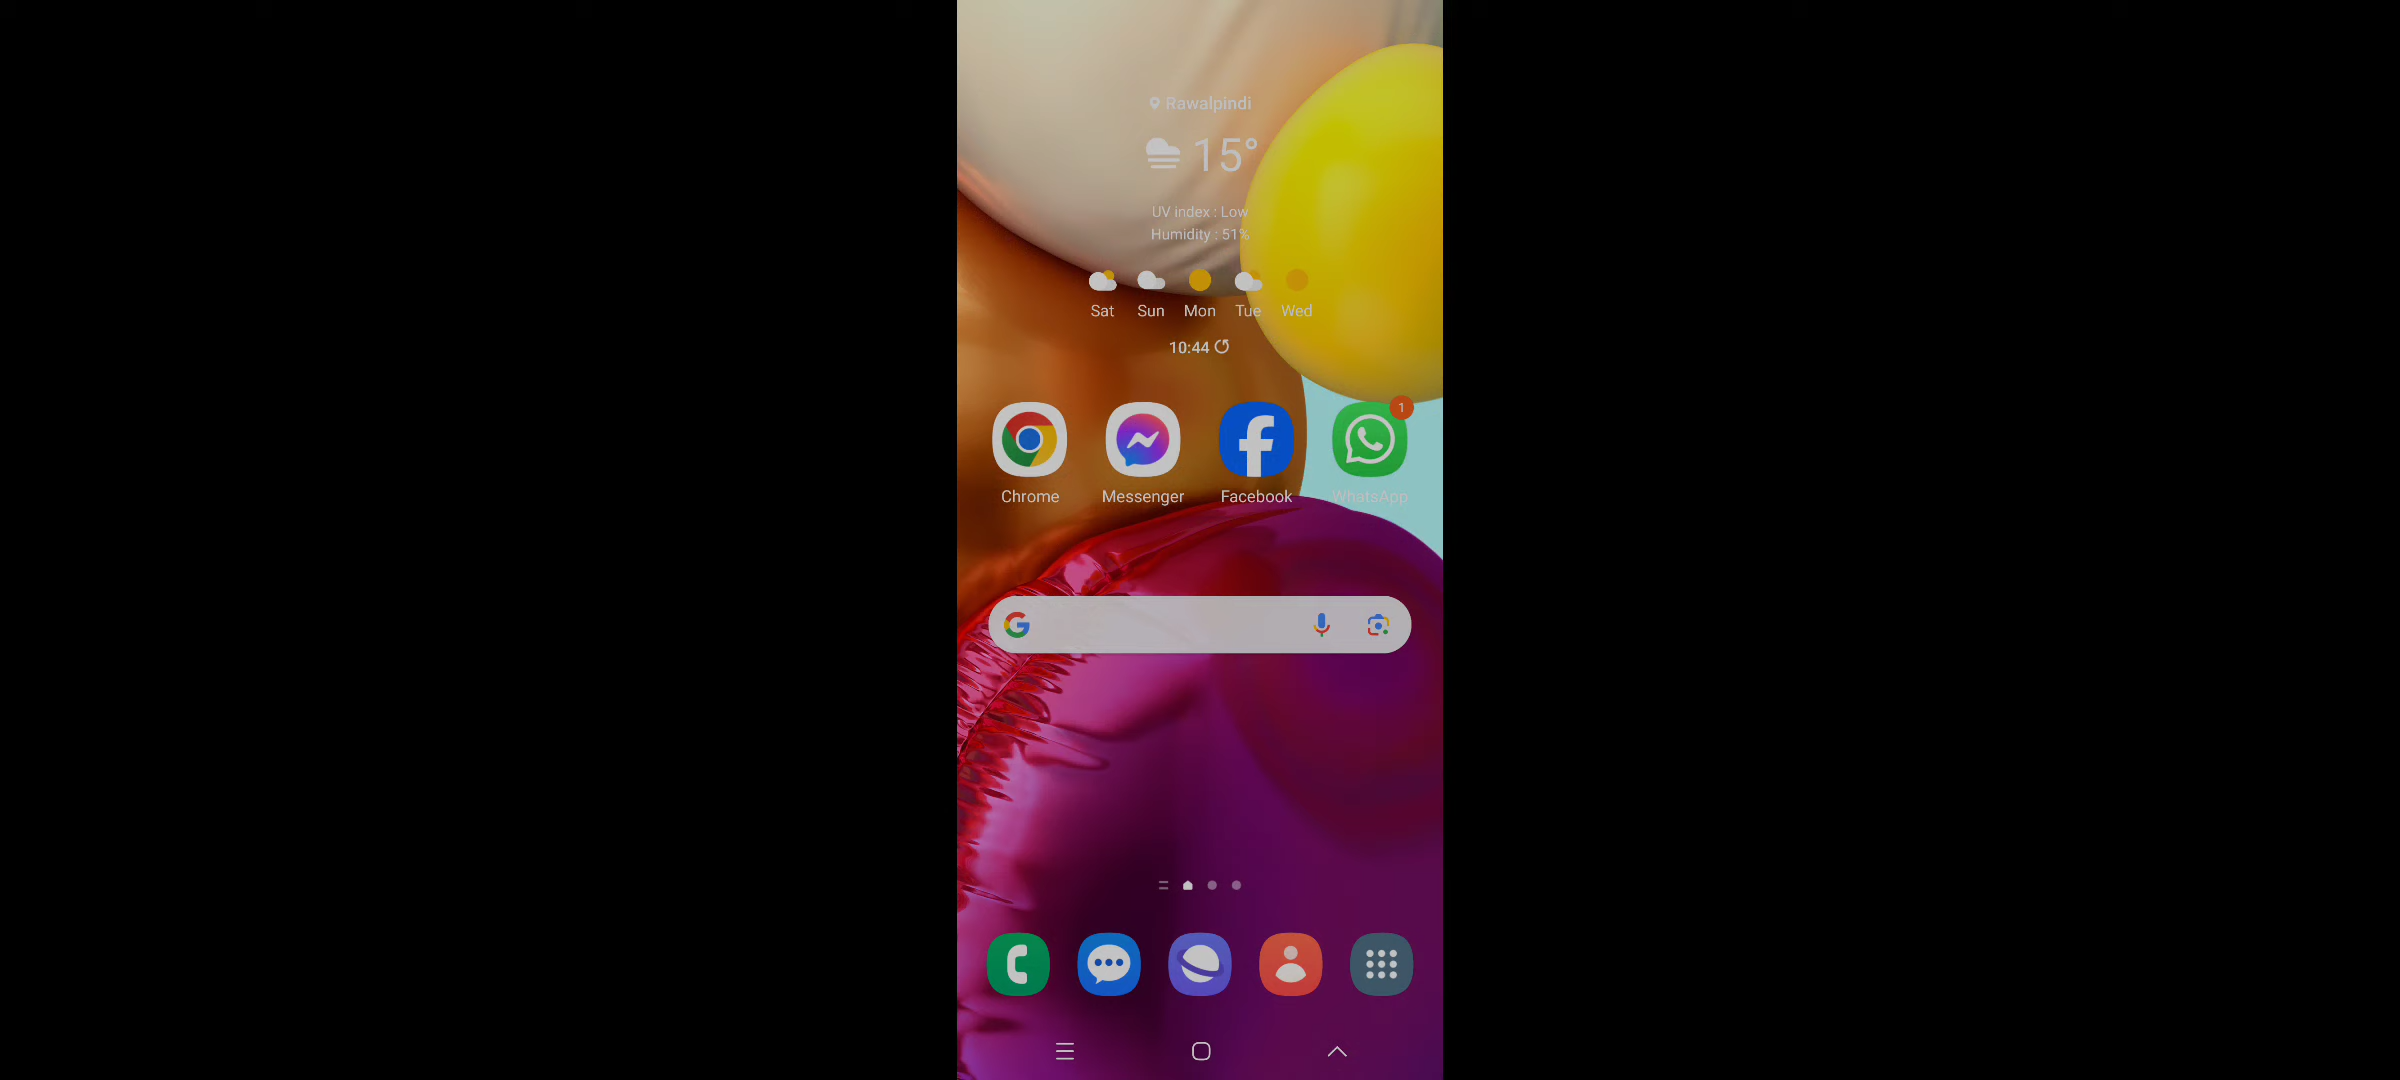 Rawalpindi
15°
UV index : Low
Humidity : 51%
Sat Sun Mon Tue Wed
10:44
1
Chrome Messenger Facebook WhatsApp